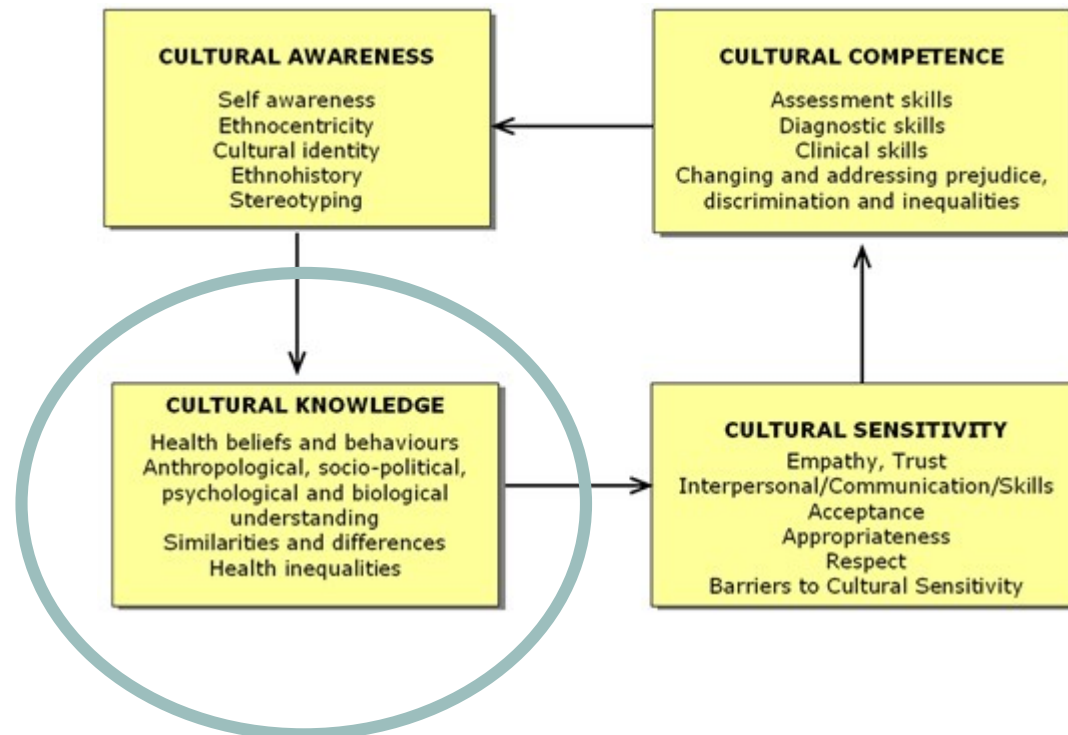 CULTURAL AWARENESS
Self awareness
Ethnocentricity
Cultural identity
Ethnohistory
Stereotyping
CULTURAL COMPETENCE
Assessment skills
Diagnostic skills
Clinical skills
Changing and addressing prejudice,
discrimination and inequalities
CULTURAL KNOWLEDGE
Health beliefs and behaviours
Anthropological, socio-political,
psychological and biological
understanding
Similarities and differences
Health inequalities
CULTURAL SENSITIVITY
Empathy, Trust
Interpersonal/Communication/Skills
Acceptance
Appropriateness
Respect
Barriers to Cultural Sensitivity